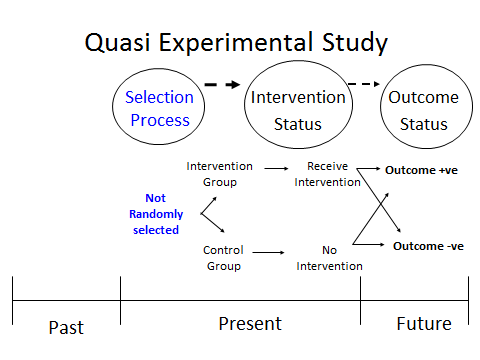 Quasi Experimental Study
Selection
Process
Intervention
Status
Outcome
Status
Intervention
Group
Receive
Intervention
Outcome +ve
Not
Randomly
selected
Control
Group
No
Intervention
Outcome -ve
Past
Present
Future